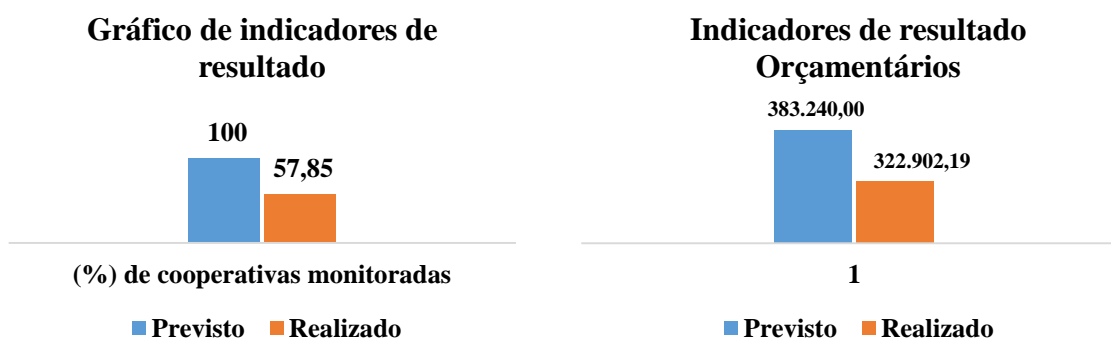 Gráfico de indicadores de
resultado
100
57,85
(%) de cooperativas monitoradas
Previsto
Realizado
Indicadores de resultado
Orçamentários
383.240,00
322.902,19
1
Previsto
Realizado